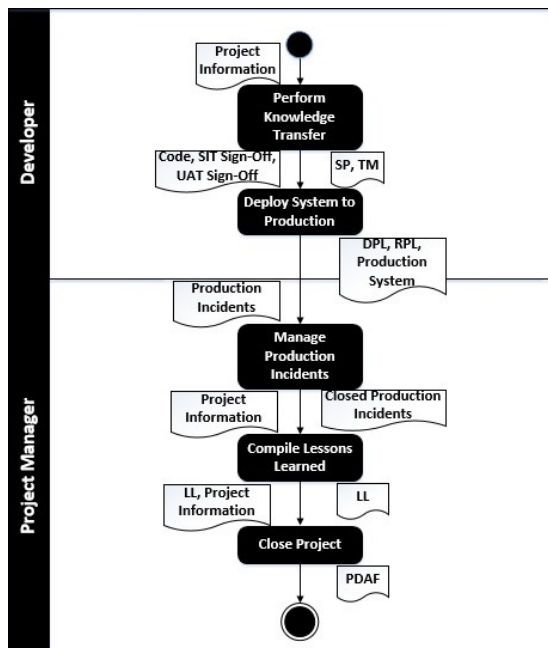 Developer
Project
Information
Perform
Knowledge
Transfer
Code, SIT Sign-Off,
UAT Sign-Off
SP, TM
Deploy System to
Production
DPL, RPL,
Production
System
Project Manager
Production
Incidents
Manage
Production
Incidents
Project
Information
Closed Production
Incidents
Compile Lessons
Learned
LL, Project
Information
LL
Close Project
PDAF